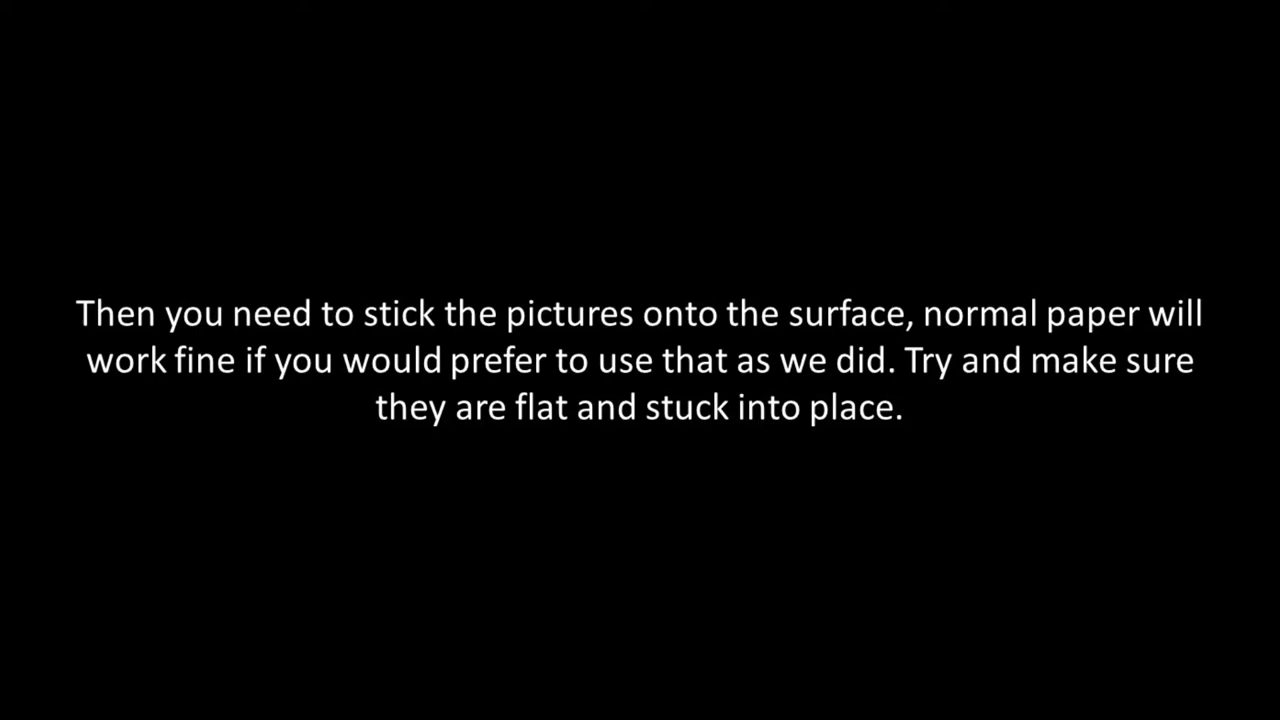 Then you need to stick the pictures onto the surface, normal paper will
work fine if you would prefer to use that as we did. Try and make sure
they are flat and stuck into place.